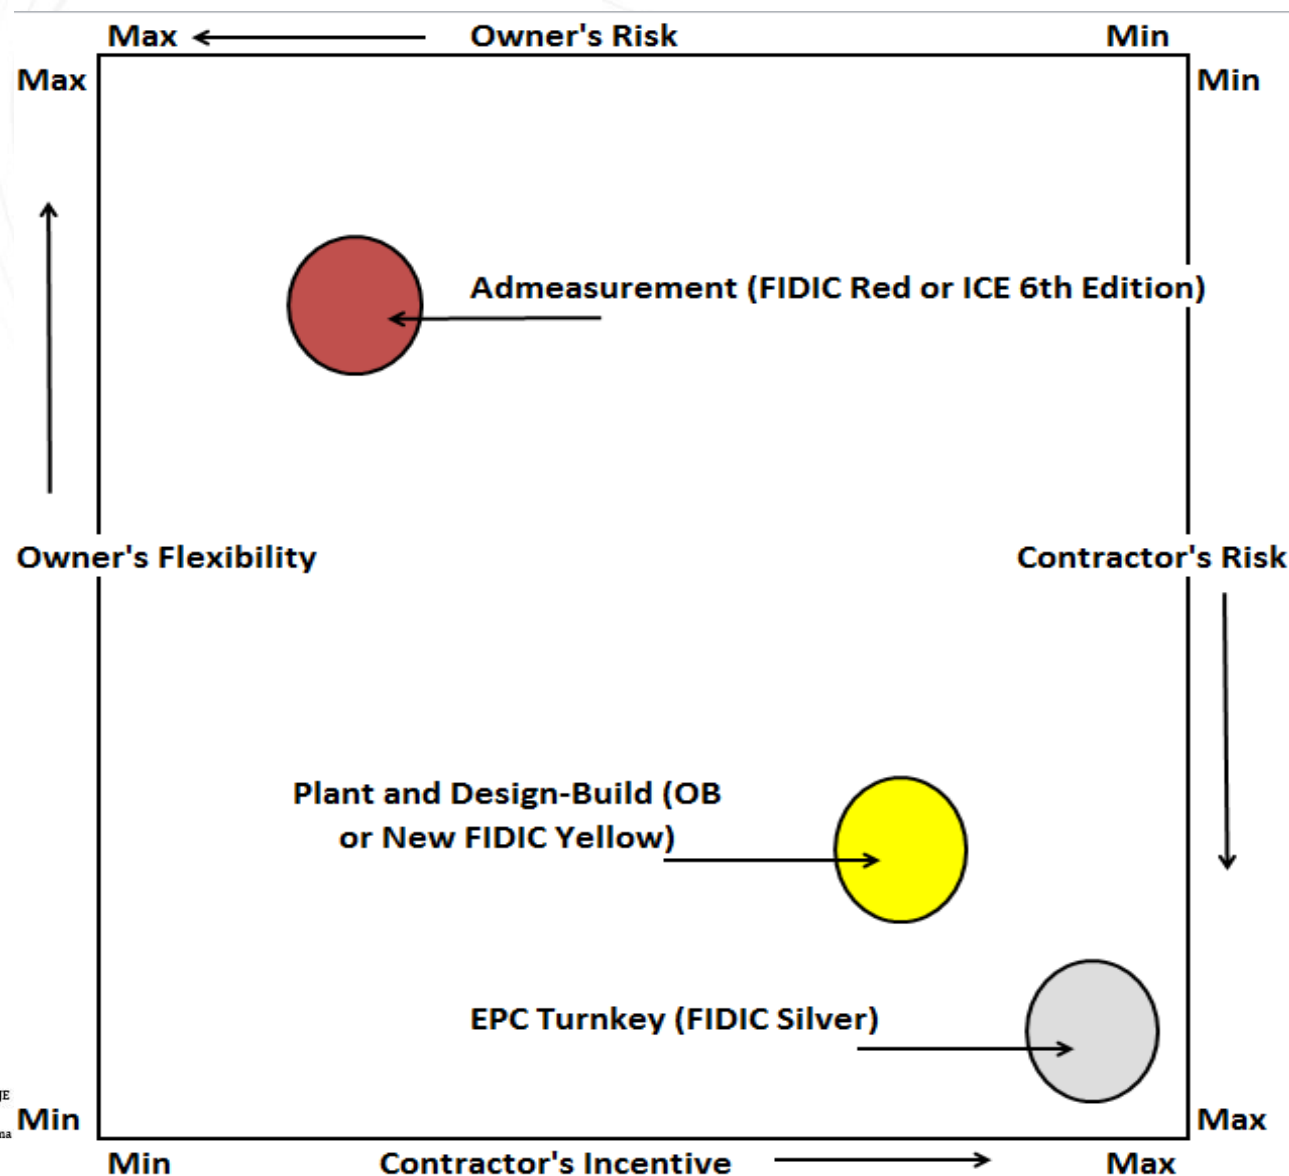 Max Owner's Risk Min
Max Min
Admeasurement (FIDIC Red or ICE 6th Edition)
Owner's Flexibility Contractor's Risk
Plant and Design-Build (OB
or New FIDIC Yellow)
EPC Turnkey (FIDIC Silver)
Min Max
Min Contractor's Incentive Max